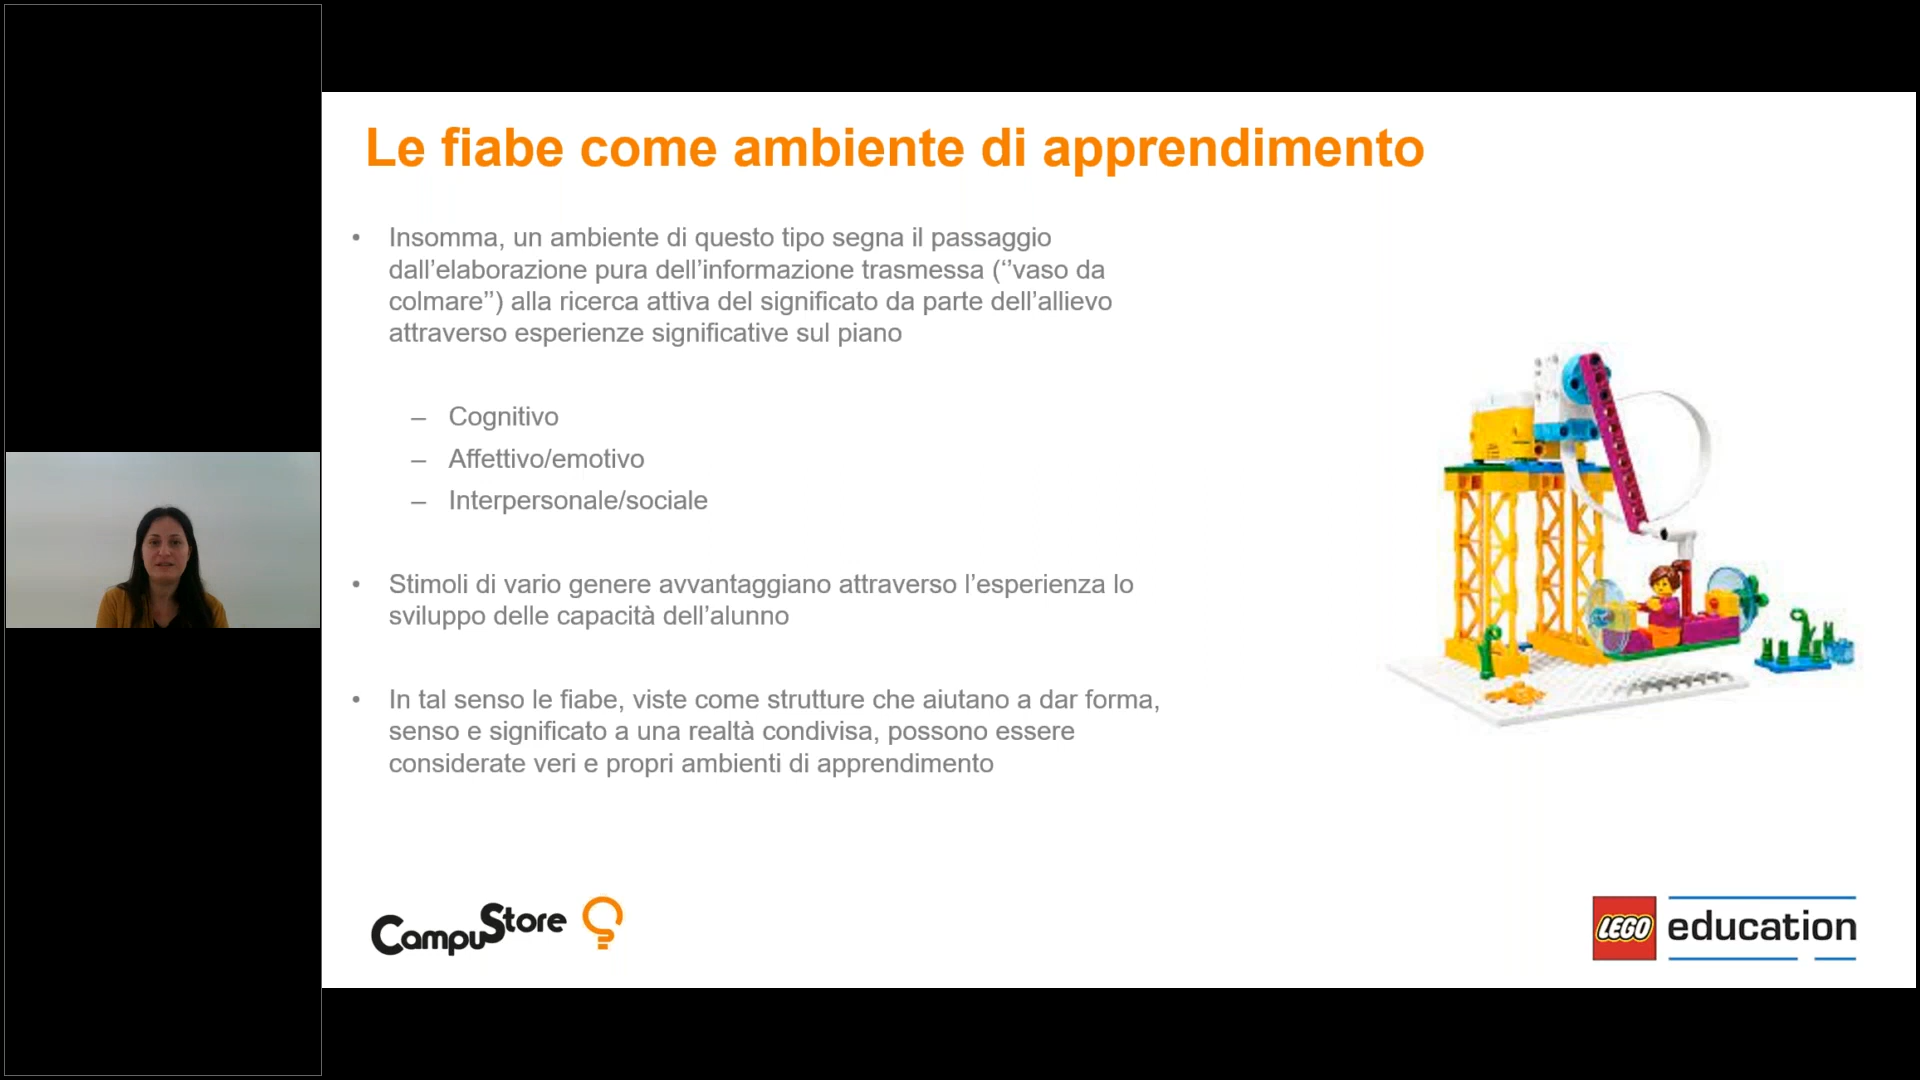 Le fiabe come ambiente di apprendimento
• Insomma, un ambiente di questo tipo segna il passaggio
dall’elaborazione pura dell’informazione trasmessa (‘’vaso da
colmare’’) alla ricerca attiva del significato da parte dell’allievo
attraverso esperienze significative sul piano
– Cognitivo
– Affettivo/emotivo
– Interpersonale/sociale
• Stimoli di vario genere avvantaggiano attraverso l’esperienza lo
sviluppo delle capacità dell’alunno
• In tal senso le fiabe, viste come strutture che aiutano a dar forma,
senso e significato a una realtà condivisa, possono essere
considerate veri e propri ambienti di apprendimento
CampuStore
LEGO education